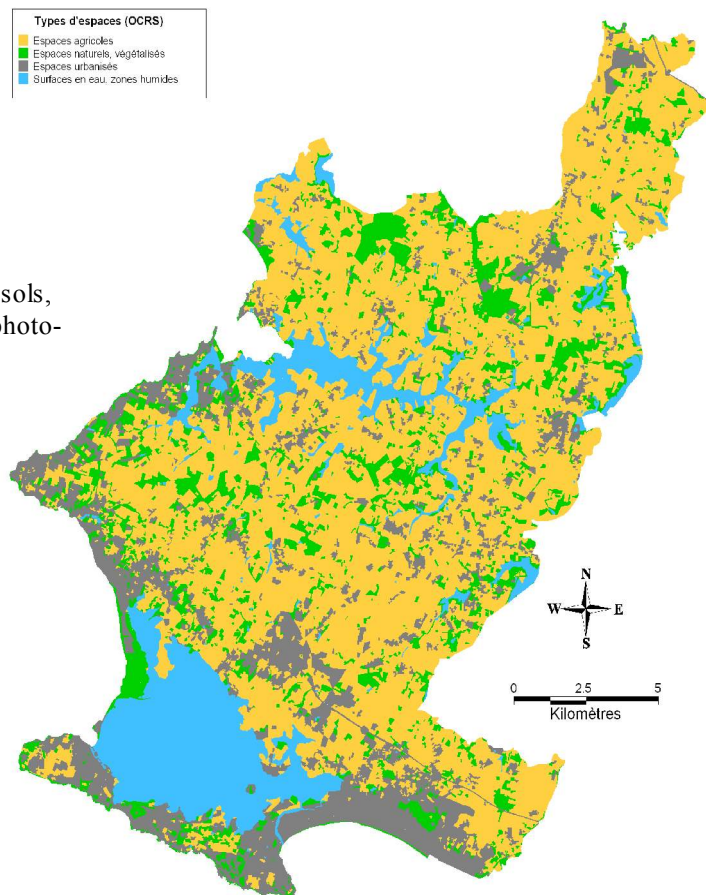 Types d'espaces (OCRS)
Espaces agricoles
Espaces naturels, végétalisés
Espaces urbanisés
Surfaces en eau, zones humides
sols,
photo-
N
W E
S
0 2.5 5
Kilomètres